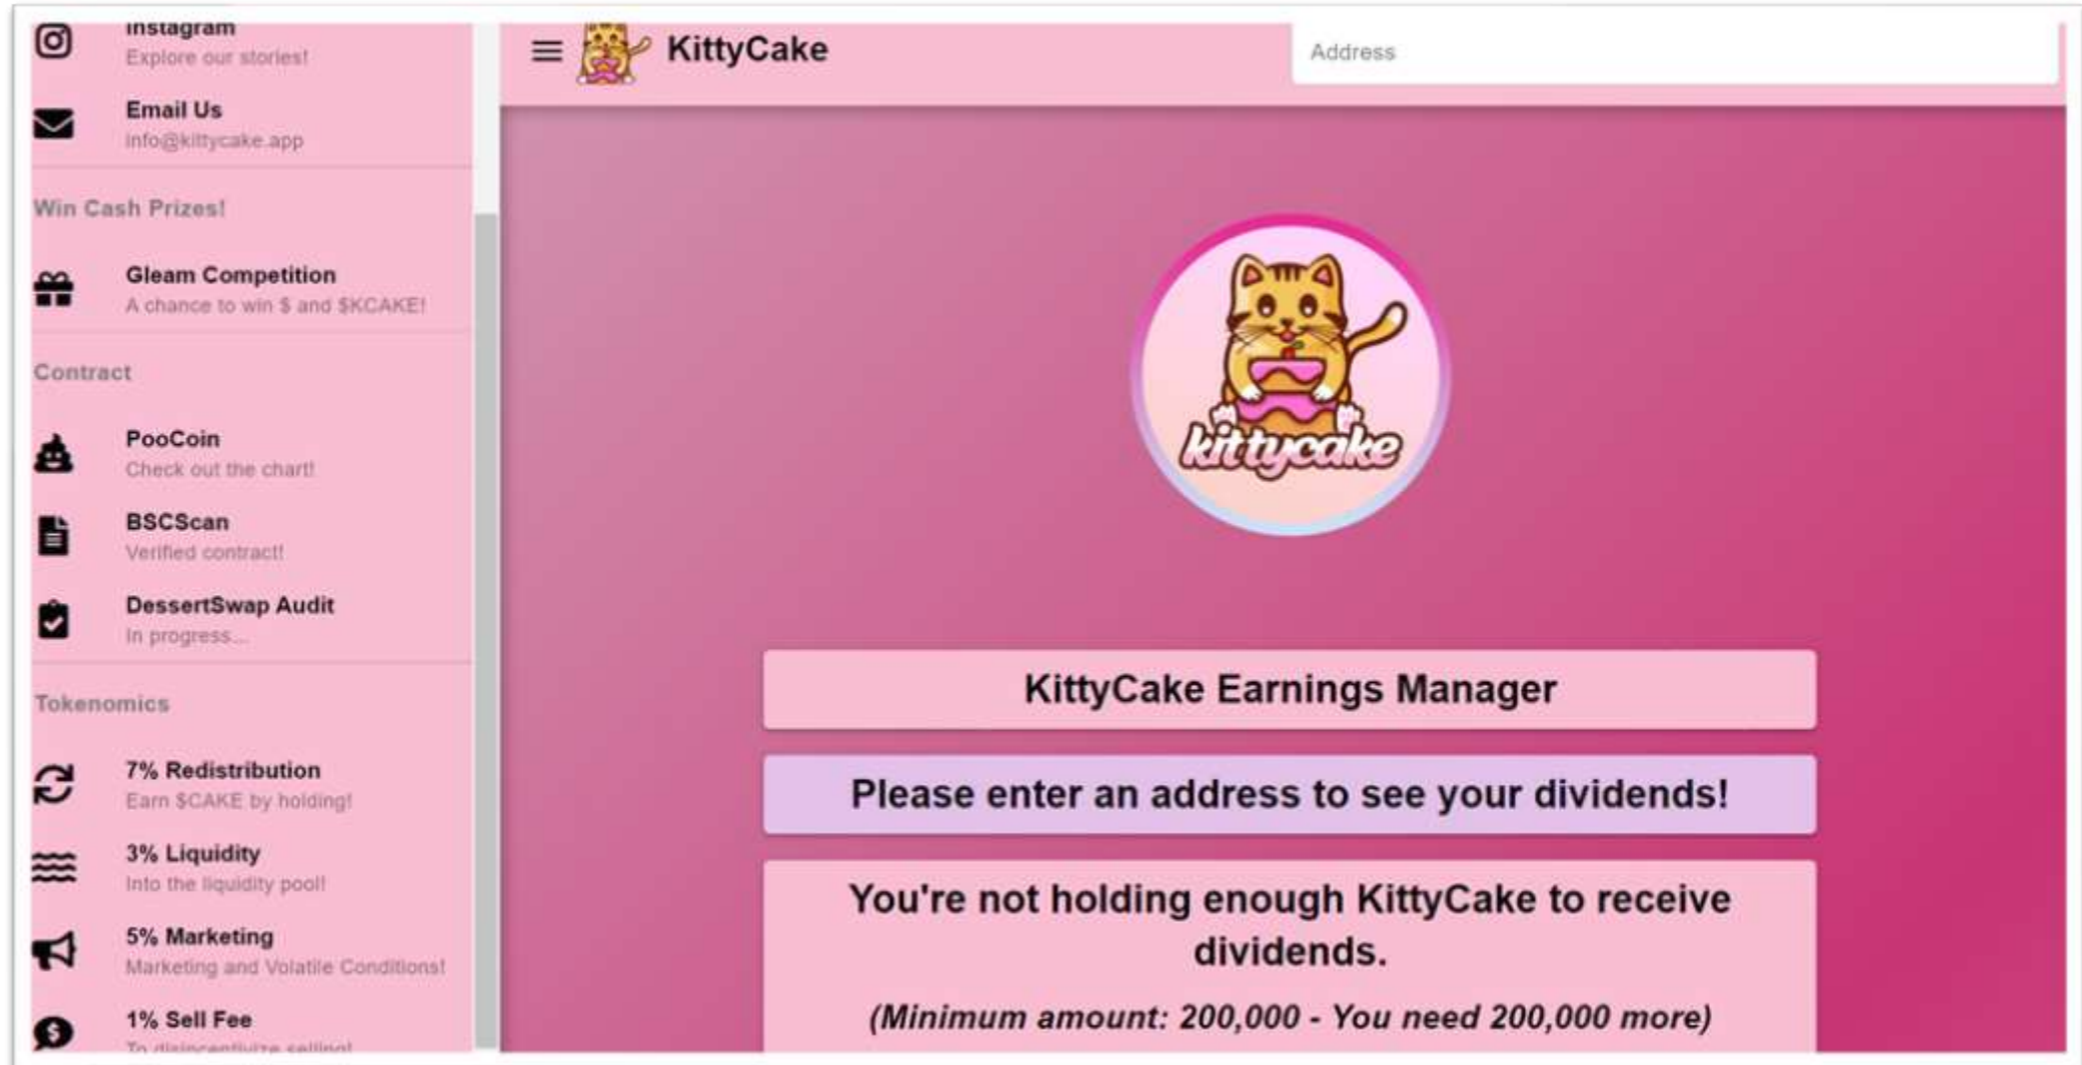 Instagram
Explore our stories!
Email Us
info@kittycake.app
Win Cash Prizes!
Gleam Competition
A chance to win $ and $KCAKE!
Contract
PooCoin
Check out the chart!
BSCScan
Verified contract!
DessertSwap Audit
In progress...
Tokenomics
7% Redistribution
Earn $CAKE by holding!
3% Liquidity
Into the liquidity pool!
5% Marketing
Marketing and Volatile Conditions!
1% Sell Fee
To disincentivize selling!
KittyCake
Address
kittycake
KittyCake Earnings Manager
Please enter an address to see your dividends!
You're not holding enough KittyCake to receive
dividends.
(Minimum amount: 200,000 - You need 200,000 more)